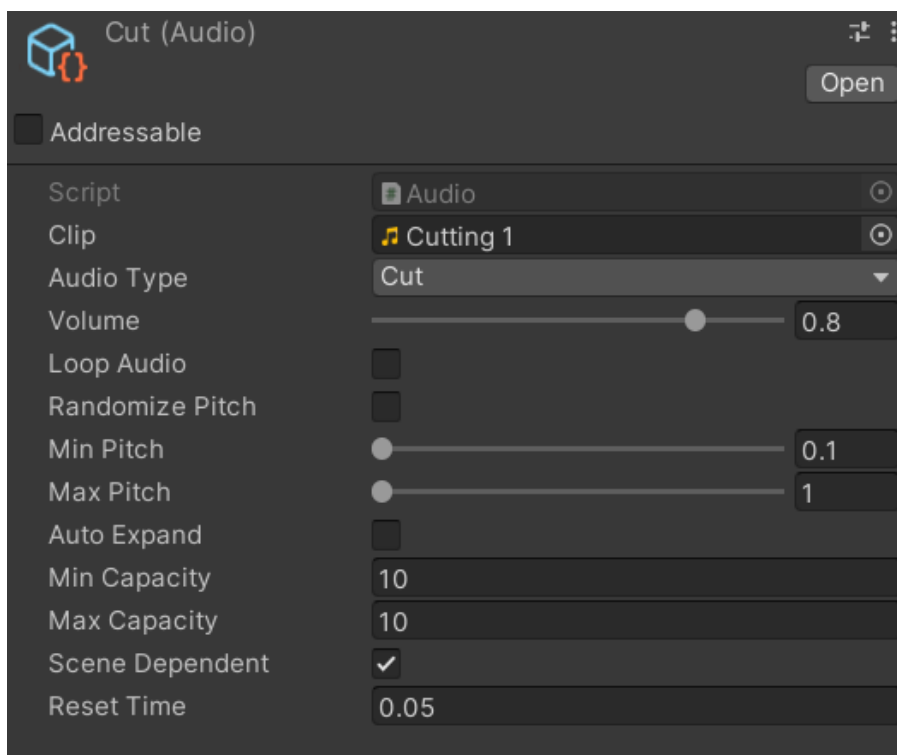 Cut (Audio)
Open
Addressable
Script Audio
Clip Cutting 1
Audio Type Cut
Volume 0.8
Loop Audio
Randomize Pitch
Min Pitch 0.1
Max Pitch 1
Auto Expand
Min Capacity 10
Max Capacity 10
Scene Dependent
Reset Time 0.05